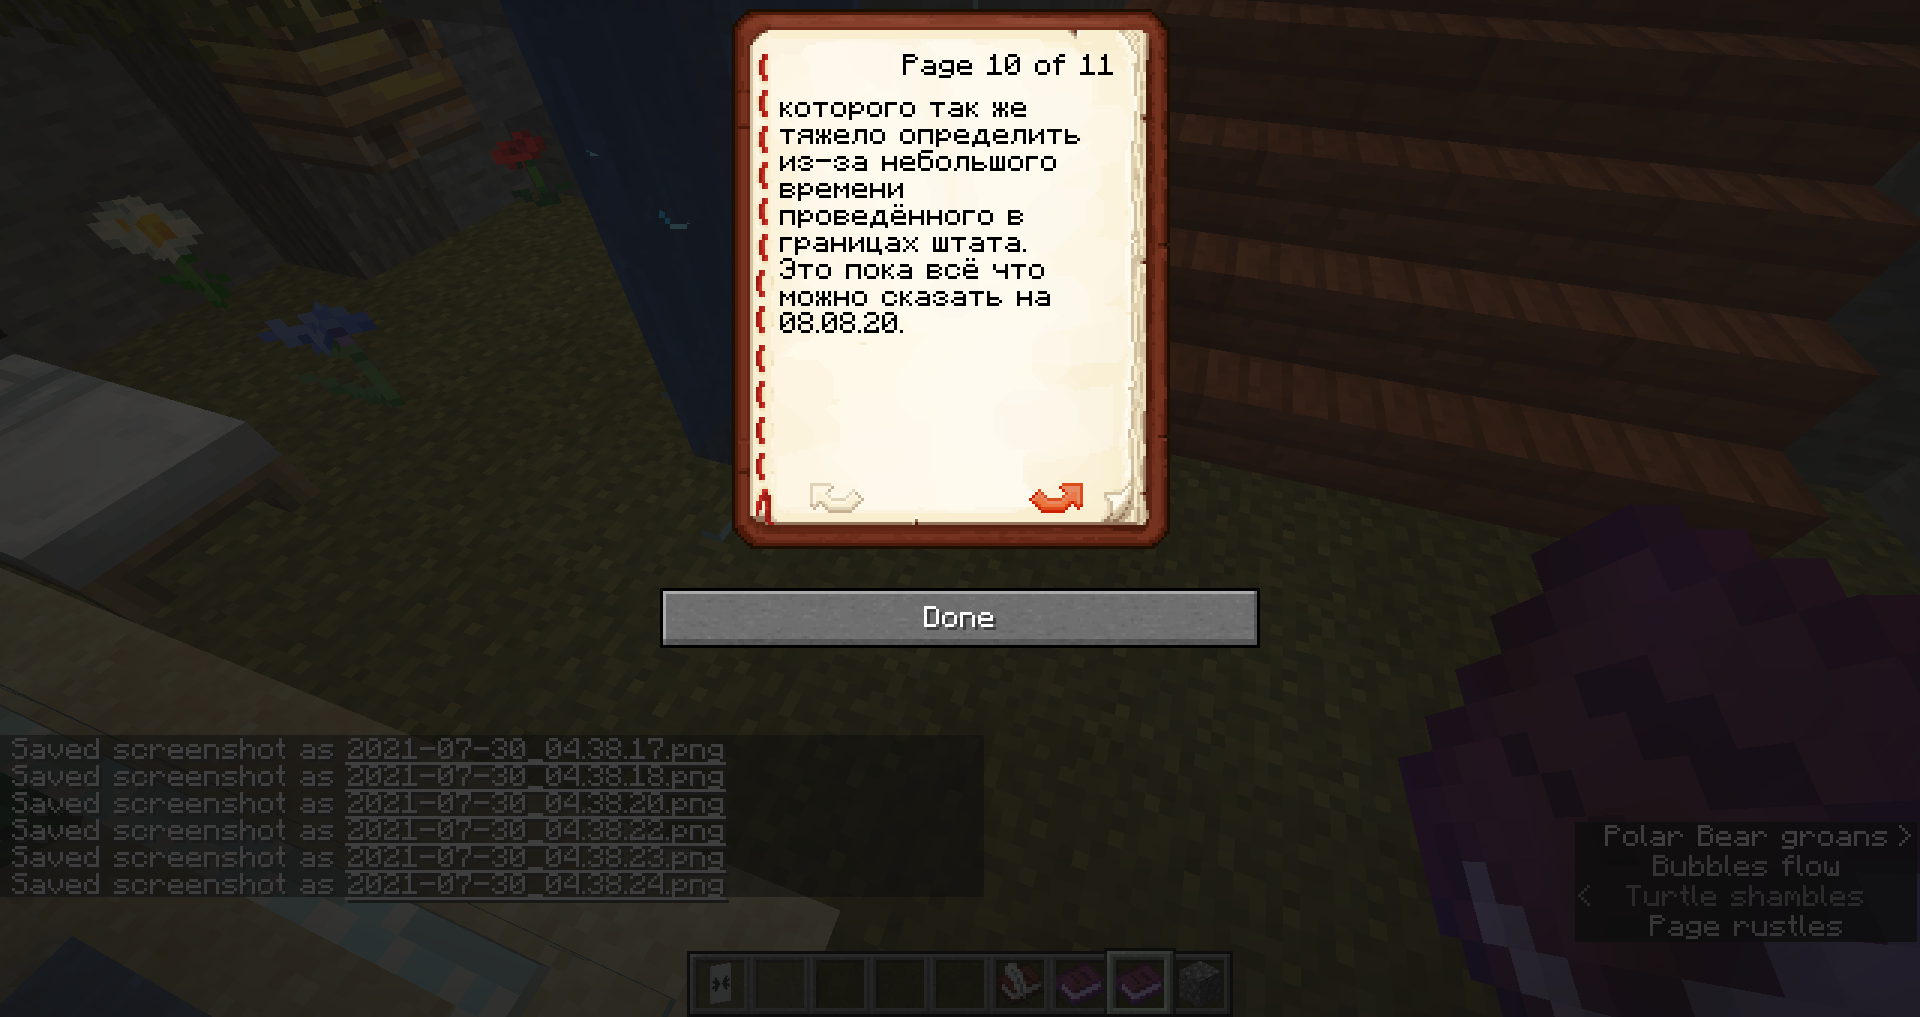 Page 10 of 11
которого так же
тяжело определить
из-за небольшого
времени
проведённого в
границах штата.
Это пока всё что
можно сказать на
08.08.20.
Done
Saved screenshot as 2021-07-30_04.38.17.png
Saved screenshot as 2021-07-30_04.38.18.png
Saved screenshot as 2021-07-30_04.38.20.png
Saved screenshot as 2021-07-30_04.38.22.png
Saved screenshot as 2021-07-30_04.38.23.png
Saved screenshot as 2021-07-30_04.38.24.png
Polar Bear groans >
Bubbles flow
< Turtle shambles
Page rustles